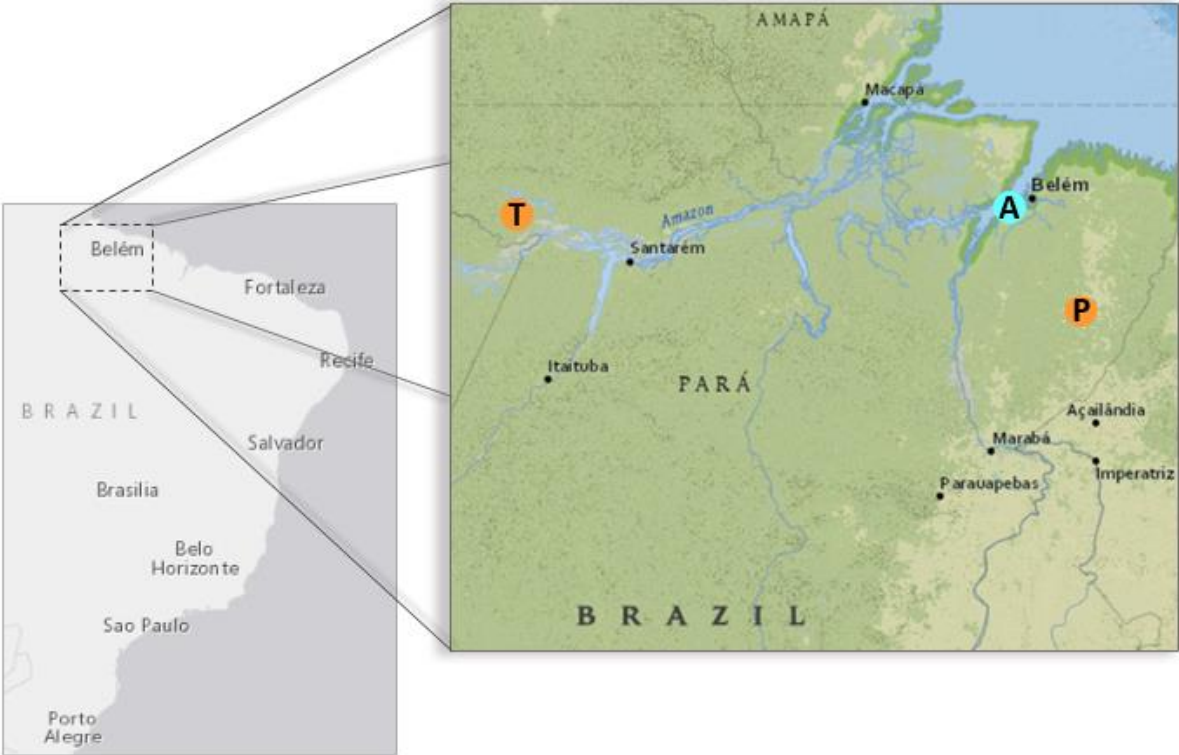 Belém
Fortaleza
Recife
BRAZIL
Salvador
Brasilia
Belo
Horizonte
Sao Paulo
Porto
Alegre
AMAPÁ
Macapá
Belém
A
T
Amazon
Santarém
P
Itaituba
PARÁ
Açailândia
Marabá
Imperatriz
Parauapebas
BRAZIL